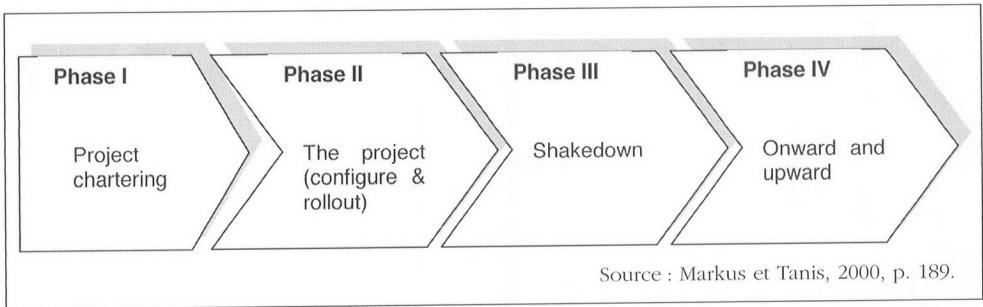 Phase I
Project
chartering
Phase II
The project
(configure &
rollout)
Phase III
Shakedown
Phase IV
Onward and
upward
Source : Markus et Tanis, 2000, p. 189.